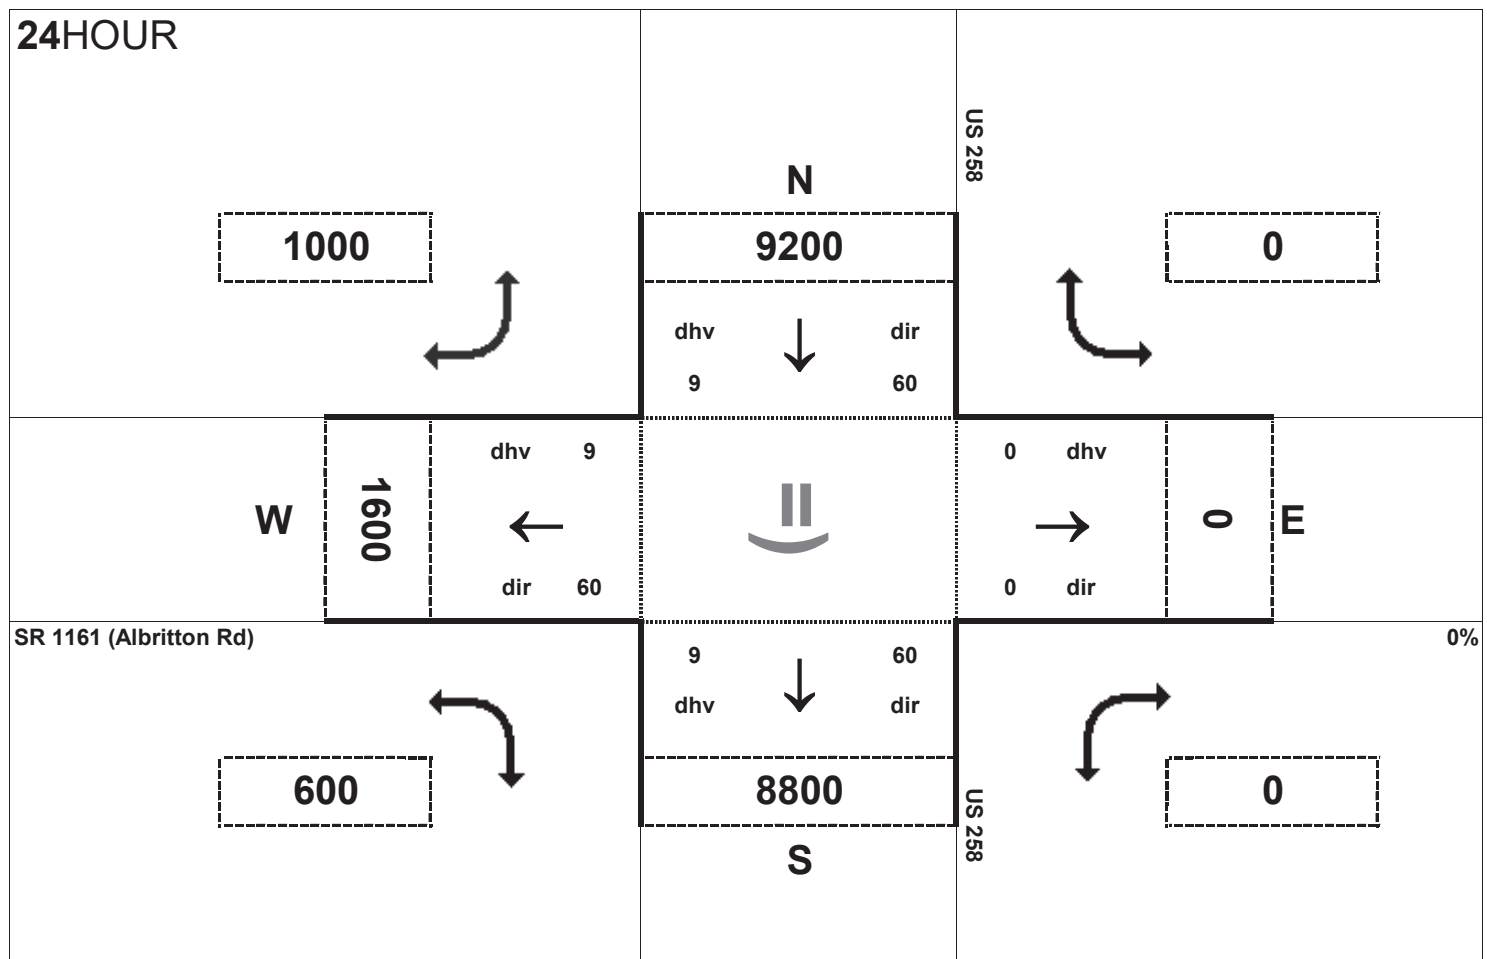 24HOUR
US 258
N
1000
9200
0
dhv
dir
9
60
dhv 9
0 dhv
W
1600
0
E
dir 60
0 dir
SR 1161 (Albritton Rd)
0%
9
60
dhv
dir
600
8800
0
US 258
S